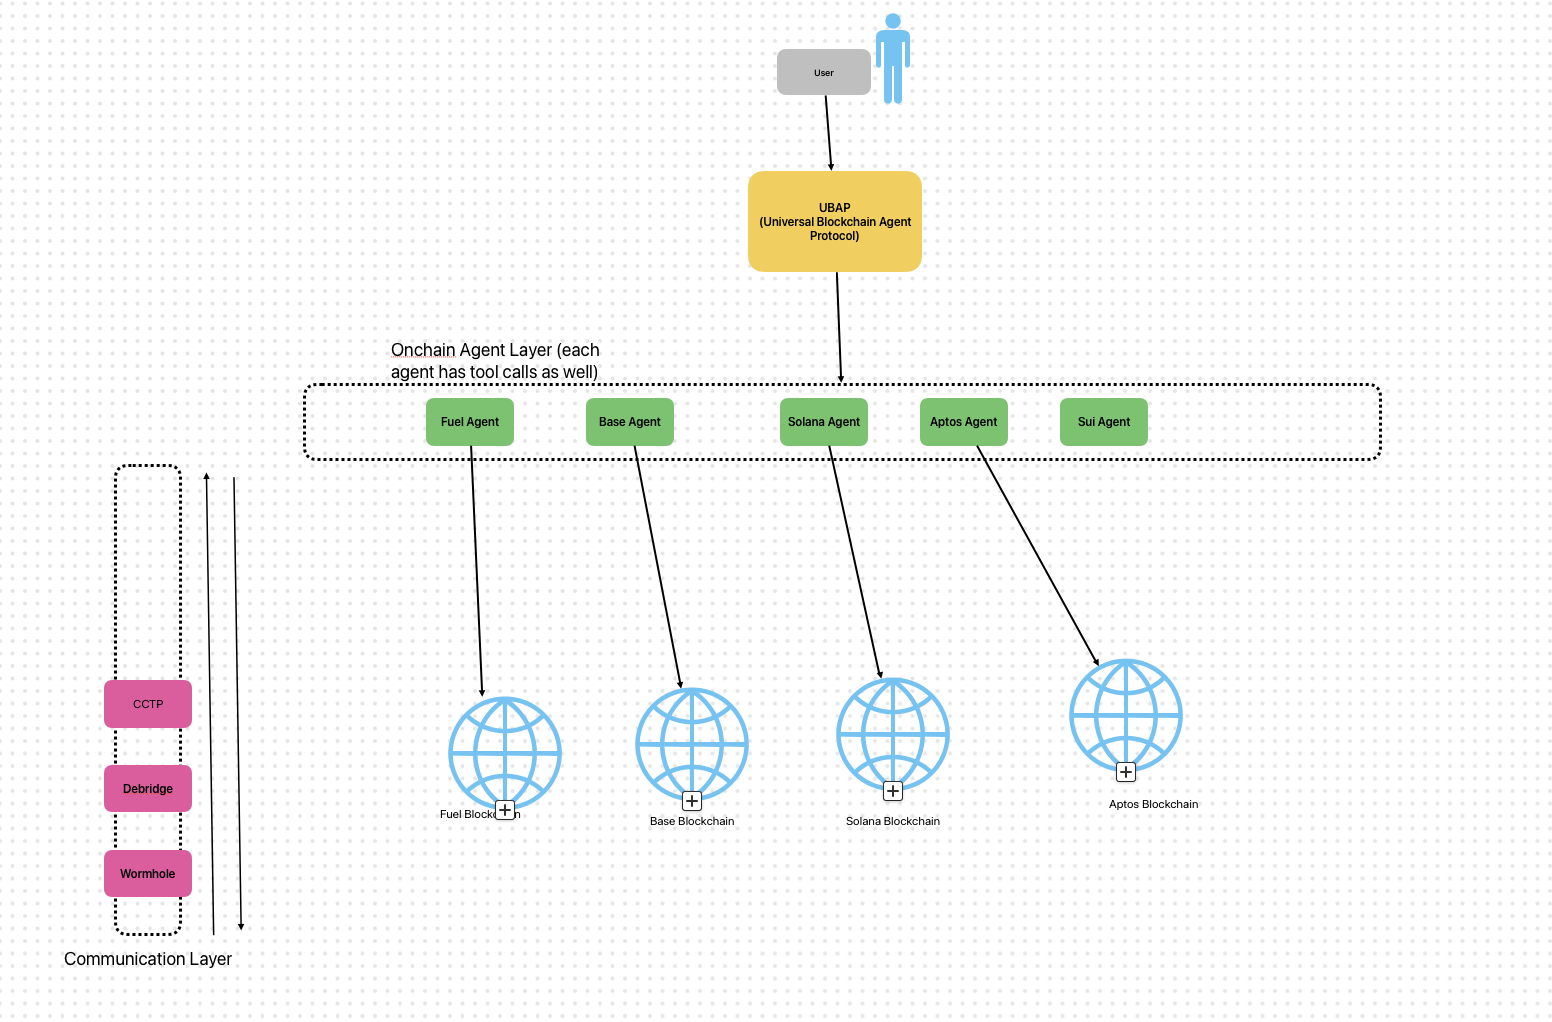 User
UBAP
(Universal Blockchain Agent
Protocol)
Onchain Agent Layer (each
agent has tool calls as well)
Fuel Agent
Base Agent
Solana Agent
Aptos Agent
Sui Agent
CCTP
Debridge
Wormhole
Communication Layer
Fuel Blockchain
Base Blockchain
Solana Blockchain
Aptos Blockchain